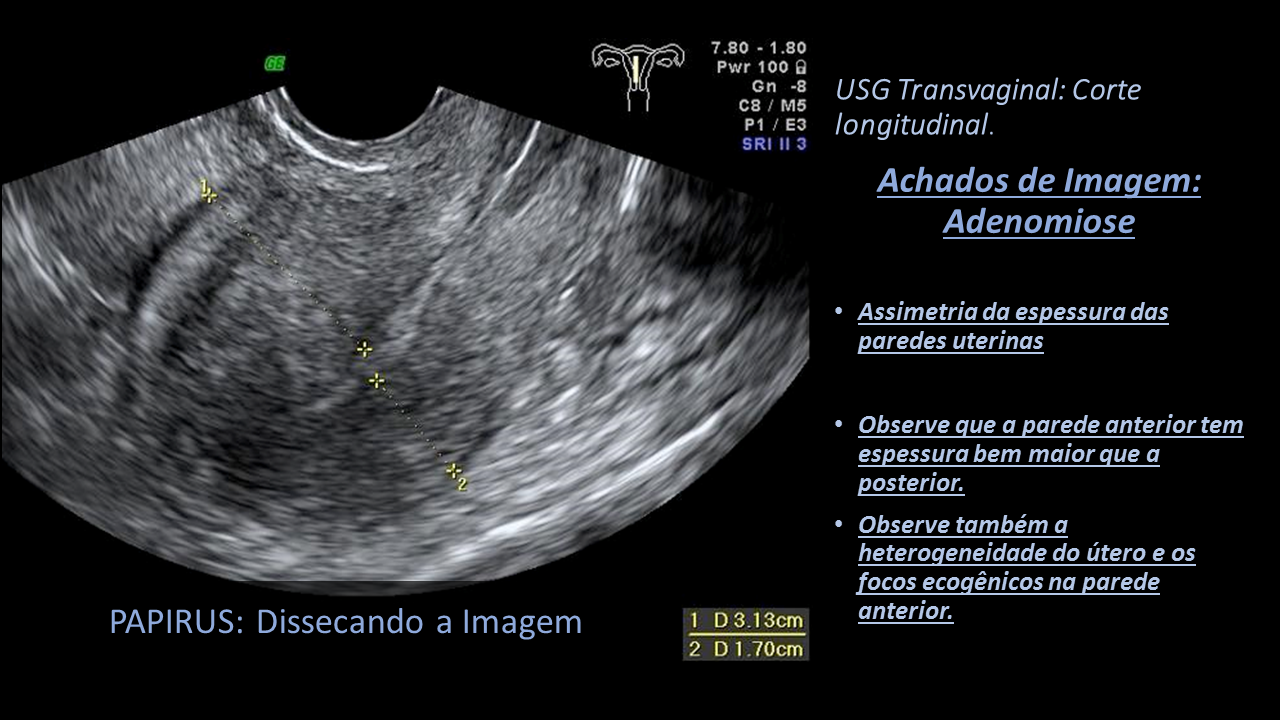 GE
7.80 - 1.80
Pwr 100
Gn -8
C8 / M5
P1 / E3
SRI II 3
1
2
USG Transvaginal: Corte
longitudinal.
Achados de Imagem:
Adenomiose
• Assimetria da espessura das
paredes uterinas
• Observe que a parede anterior tem
espessura bem maior que a
posterior.
• Observe também a
heterogeneidade do útero e os
focos ecogênicos na parede
anterior.
PAPIRUS: Dissecando a Imagem
1 D 3.13cm
2 D 1.70cm